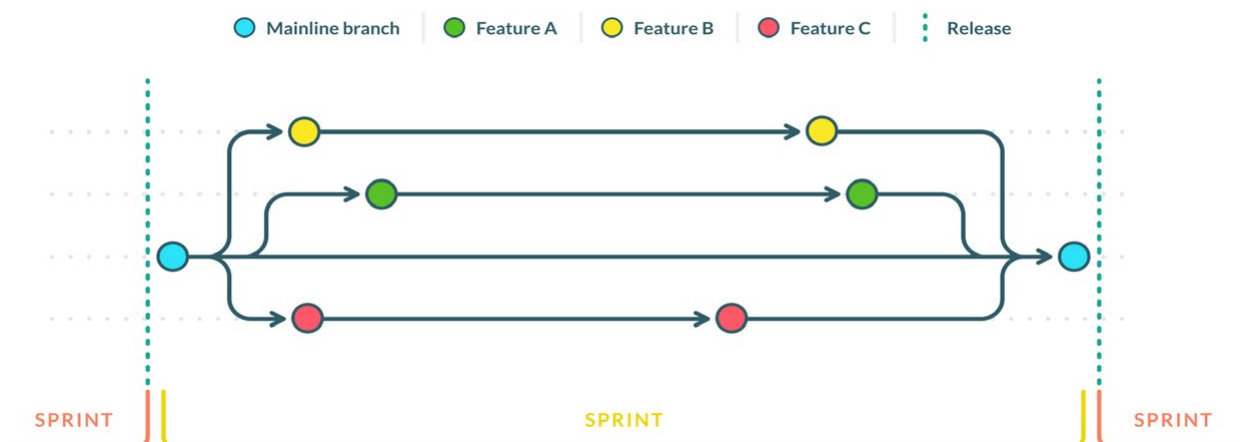 Mainline branch Feature A Feature B Feature C Release
SPRINT SPRINT SPRINT